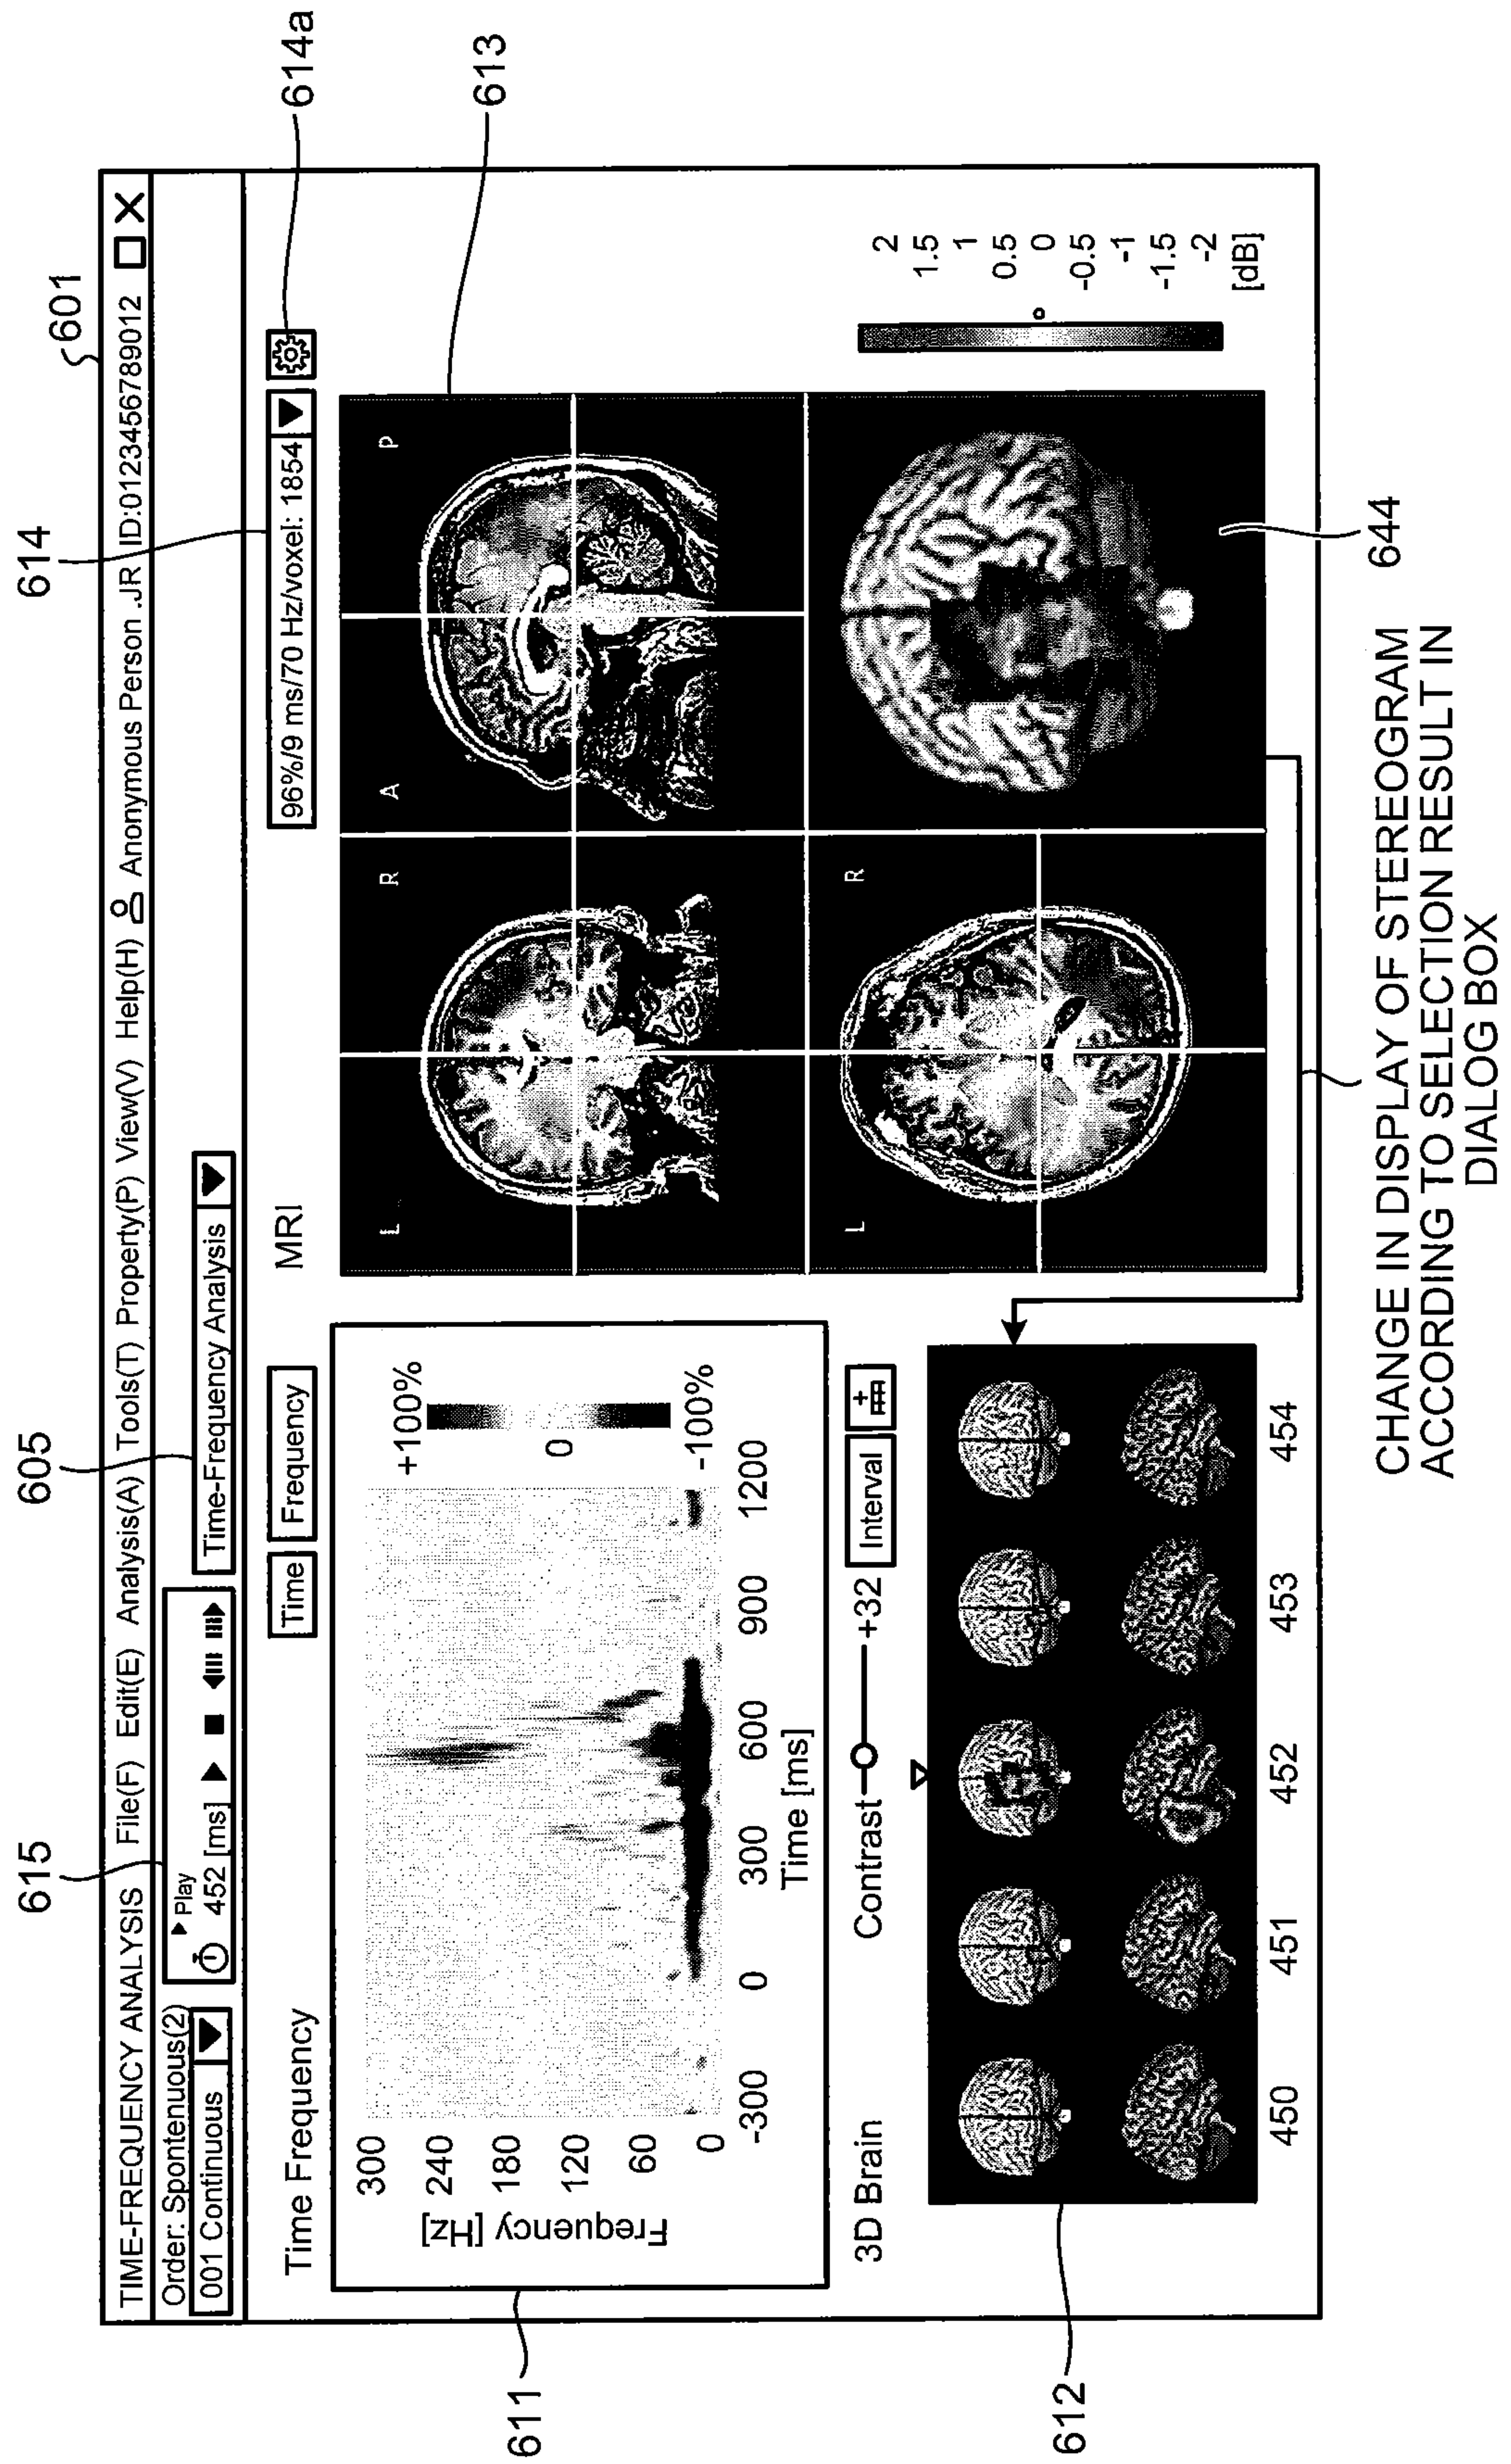 615
605
614
601
614a
613
TIME-FREQUENCY ANALYSIS File(F) Edit(E) Analysis(A) Tools(T) Property(P) View(V) Help(H) Anonymous Person .JR ID:0123456789012
Order: Spontenuous(2)
001 Continuous
Play
452 [ms]
Time-Frequency Analysis
Time Frequency
Time
Frequency
MRI
96%/9 ms/70 Hz/voxel: 1854
611
Frequency [Hz]
300
240
180
120
60
0
-300
0
300
600
900
1200
Time [ms]
+100%
0
-100%
L
R
A
P
L
R
3D Brain
Contrast
+32
Interval
612
450
451
452
453
454
2
1.5
1
0.5
0
-0.5
-1
-1.5
-2
[dB]
644
CHANGE IN DISPLAY OF STEREOGRAM
ACCORDING TO SELECTION RESULT IN
DIALOG BOX